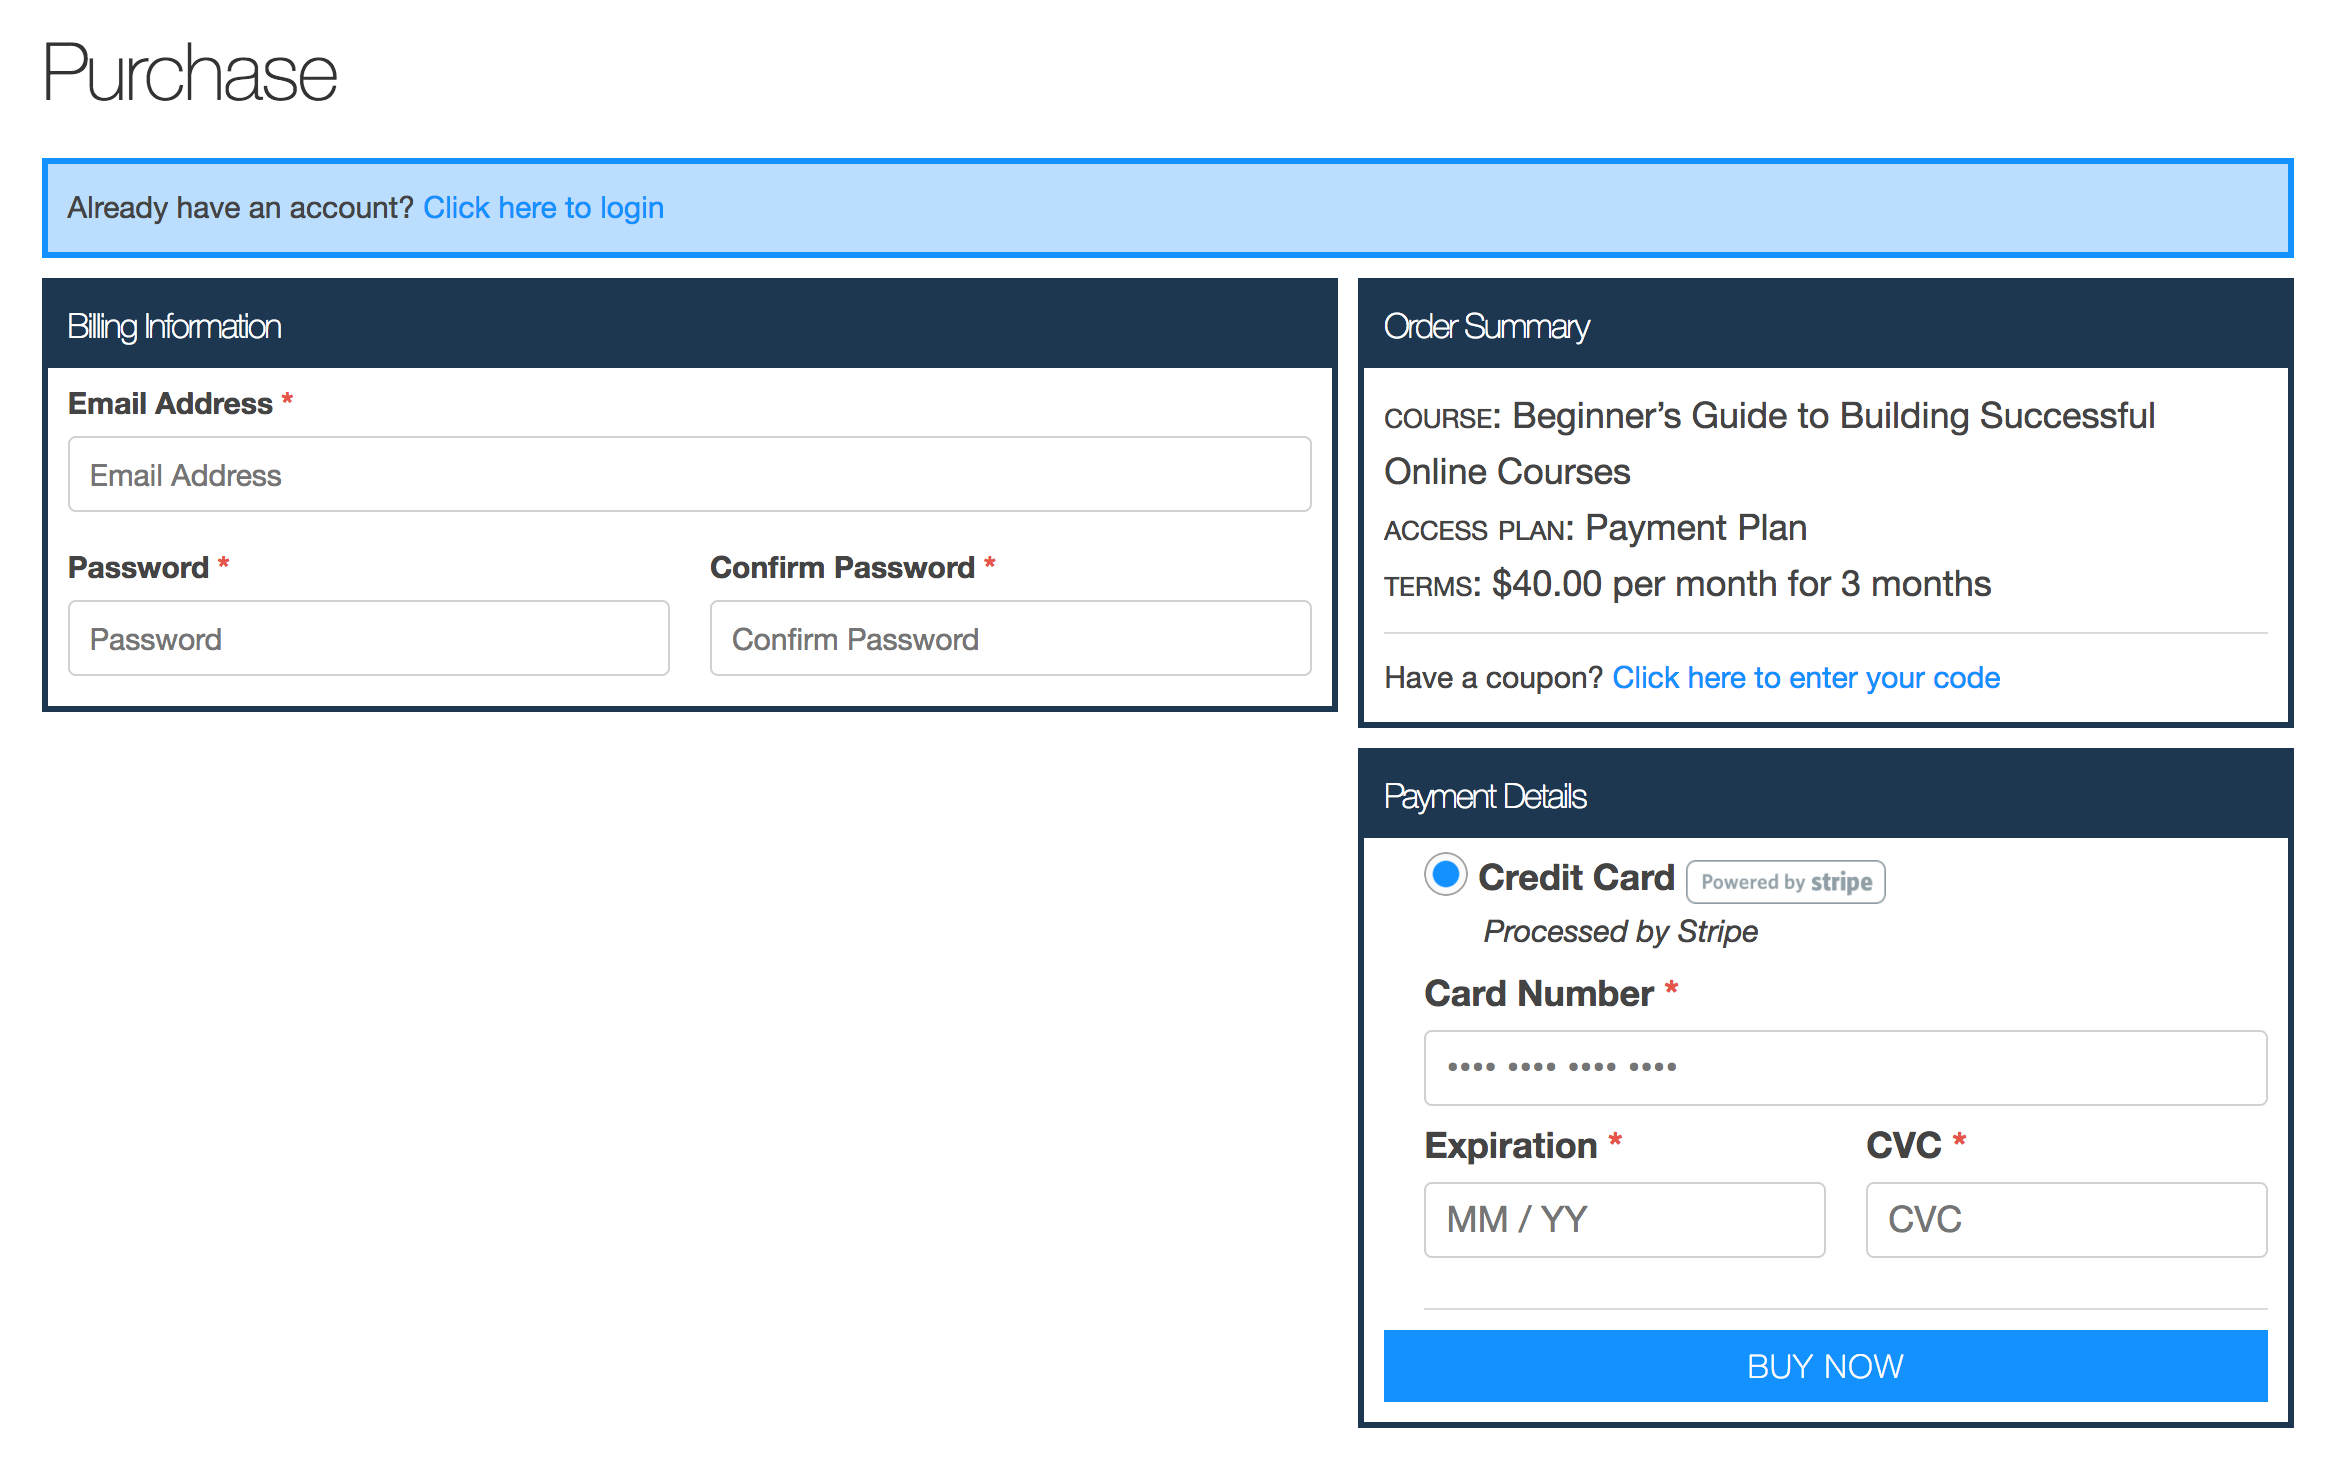 Purchase
Already have an account? Click here to login
Billing Information
Email Address *
Email Address
Password *
Confirm Password *
Password
Confirm Password
Order Summary
COURSE: Beginner’s Guide to Building Successful
Online Courses
ACCESS PLAN: Payment Plan
TERMS: $40.00 per month for 3 months
Have a coupon? Click here to enter your code
Payment Details
Credit Card Powered by stripe
Processed by Stripe
Card Number *
•••• •••• •••• ••••
Expiration *
CVC *
MM / YY
CVC
BUY NOW